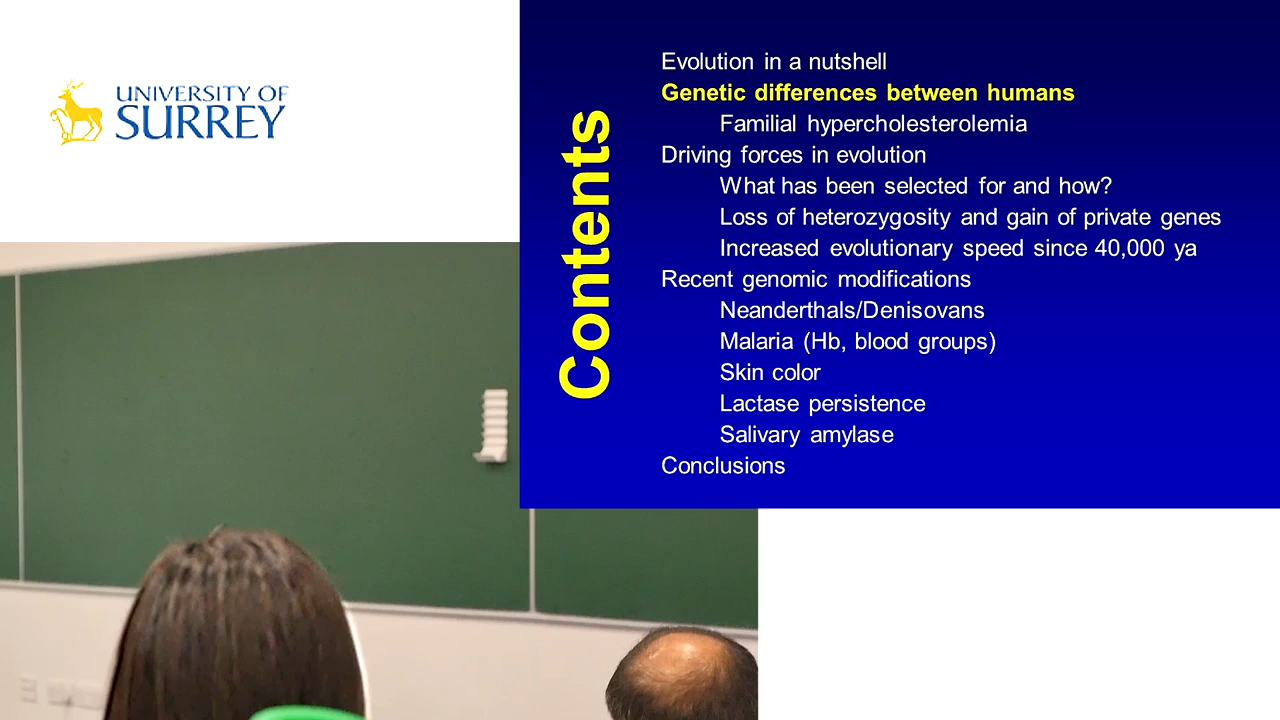 UNIVERSITY OF
SURREY
Contents
Evolution in a nutshell
Genetic differences between humans
Familial hypercholesterolemia
Driving forces in evolution
What has been selected for and how?
Loss of heterozygosity and gain of private genes
Increased evolutionary speed since 40,000 ya
Recent genomic modifications
Neanderthals/Denisovans
Malaria (Hb, blood groups)
Skin color
Lactase persistence
Salivary amylase
Conclusions